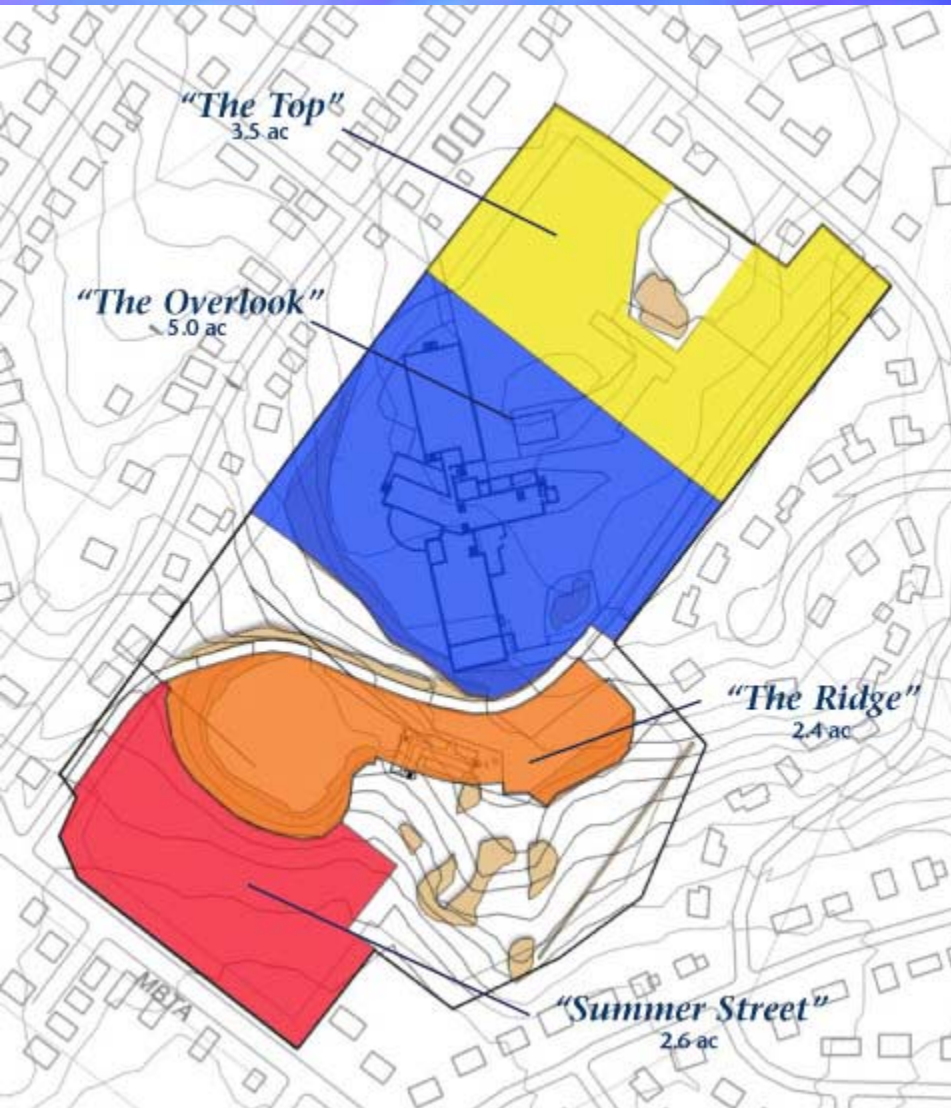 “The Top”
3.5 ac
“The Overlook”
5.0 ac
“The Ridge”
2.4 ac
MBTA
“Summer Street”
2.6 ac